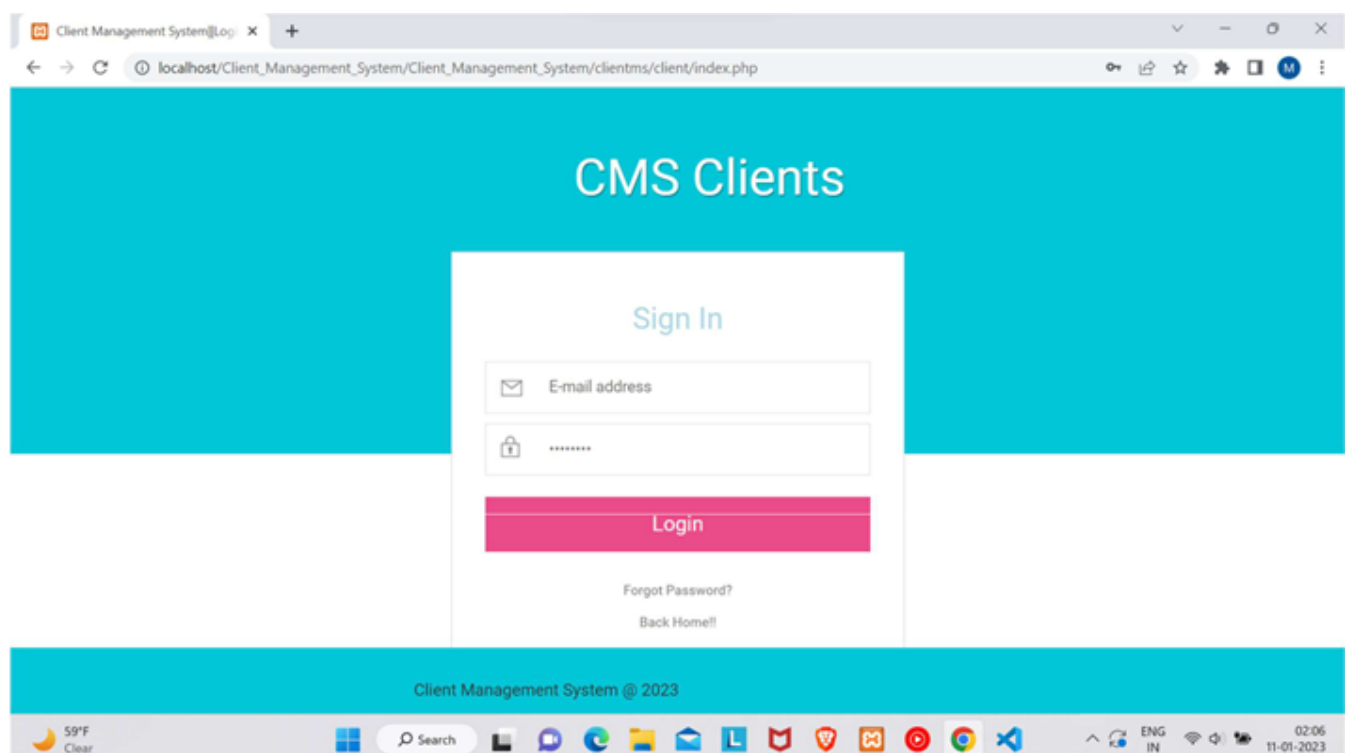 Client Management System||Log
localhost/Client_Management_System/Client_Management_System/clientms/client/index.php
M
CMS Clients
Sign In
E-mail address
Login
Forgot Password?
Back Home!!
Client Management System @ 2023
59°F
Clear
Search
L
ENG
IN
02:06
11-01-2023